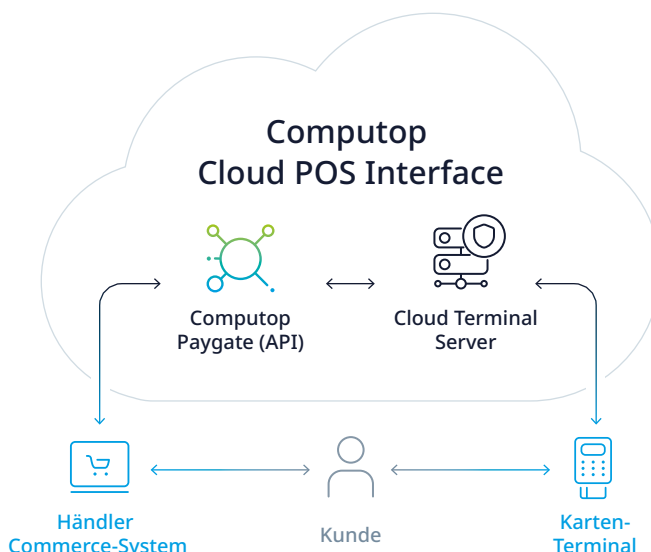 Computop
Cloud POS Interface
Computop
Paygate (API)
Cloud Terminal
Server
Händler
Commerce-System
Kunde
Karten-
Terminal